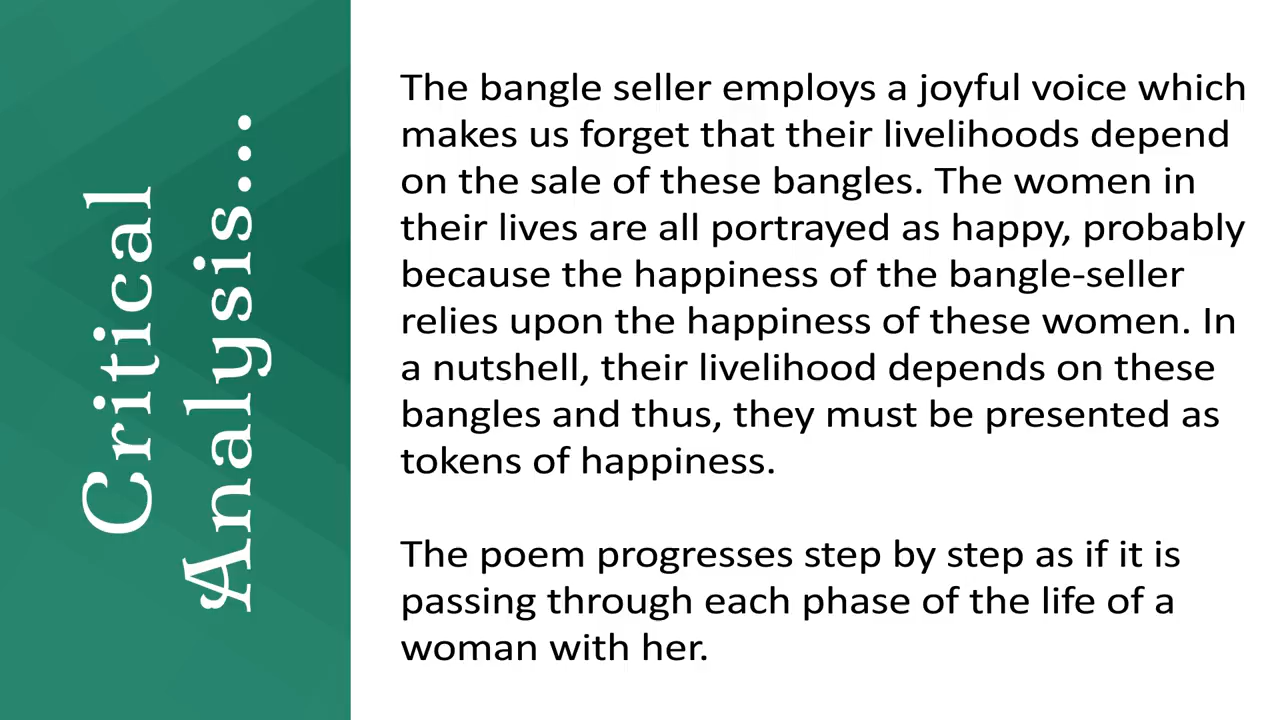 Critical
Analysis...
The bangle seller employs a joyful voice which
makes us forget that their livelihoods depend
on the sale of these bangles. The women in
their lives are all portrayed as happy, probably
because the happiness of the bangle-seller
relies upon the happiness of these women. In
a nutshell, their livelihood depends on these
bangles and thus, they must be presented as
tokens of happiness.
The poem progresses step by step as if it is
passing through each phase of the life of a
woman with her.